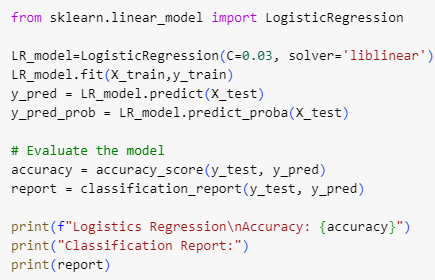 from sklearn.linear_model import LogisticRegression
LR_model=LogisticRegression(C=0.03, solver='liblinear')
LR_model.fit(X_train,y_train)
y_pred = LR_model.predict(X_test)
y_pred_prob = LR_model.predict_proba(X_test)
# Evaluate the model
accuracy = accuracy_score(y_test, y_pred)
report = classification_report(y_test, y_pred)
print(f"Logistics Regression\nAccuracy: {accuracy}")
print("Classification Report:")
print(report)